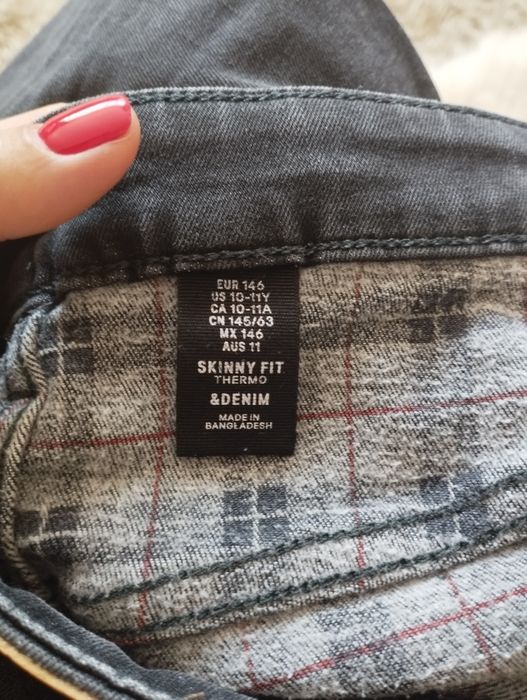 EUR 146
US 10-11Y
CA 10-11A
CN 145/63
MX 146
AUS 11
SKINNY FIT
THERMO
&DENIM
MADE IN
BANGLADESH